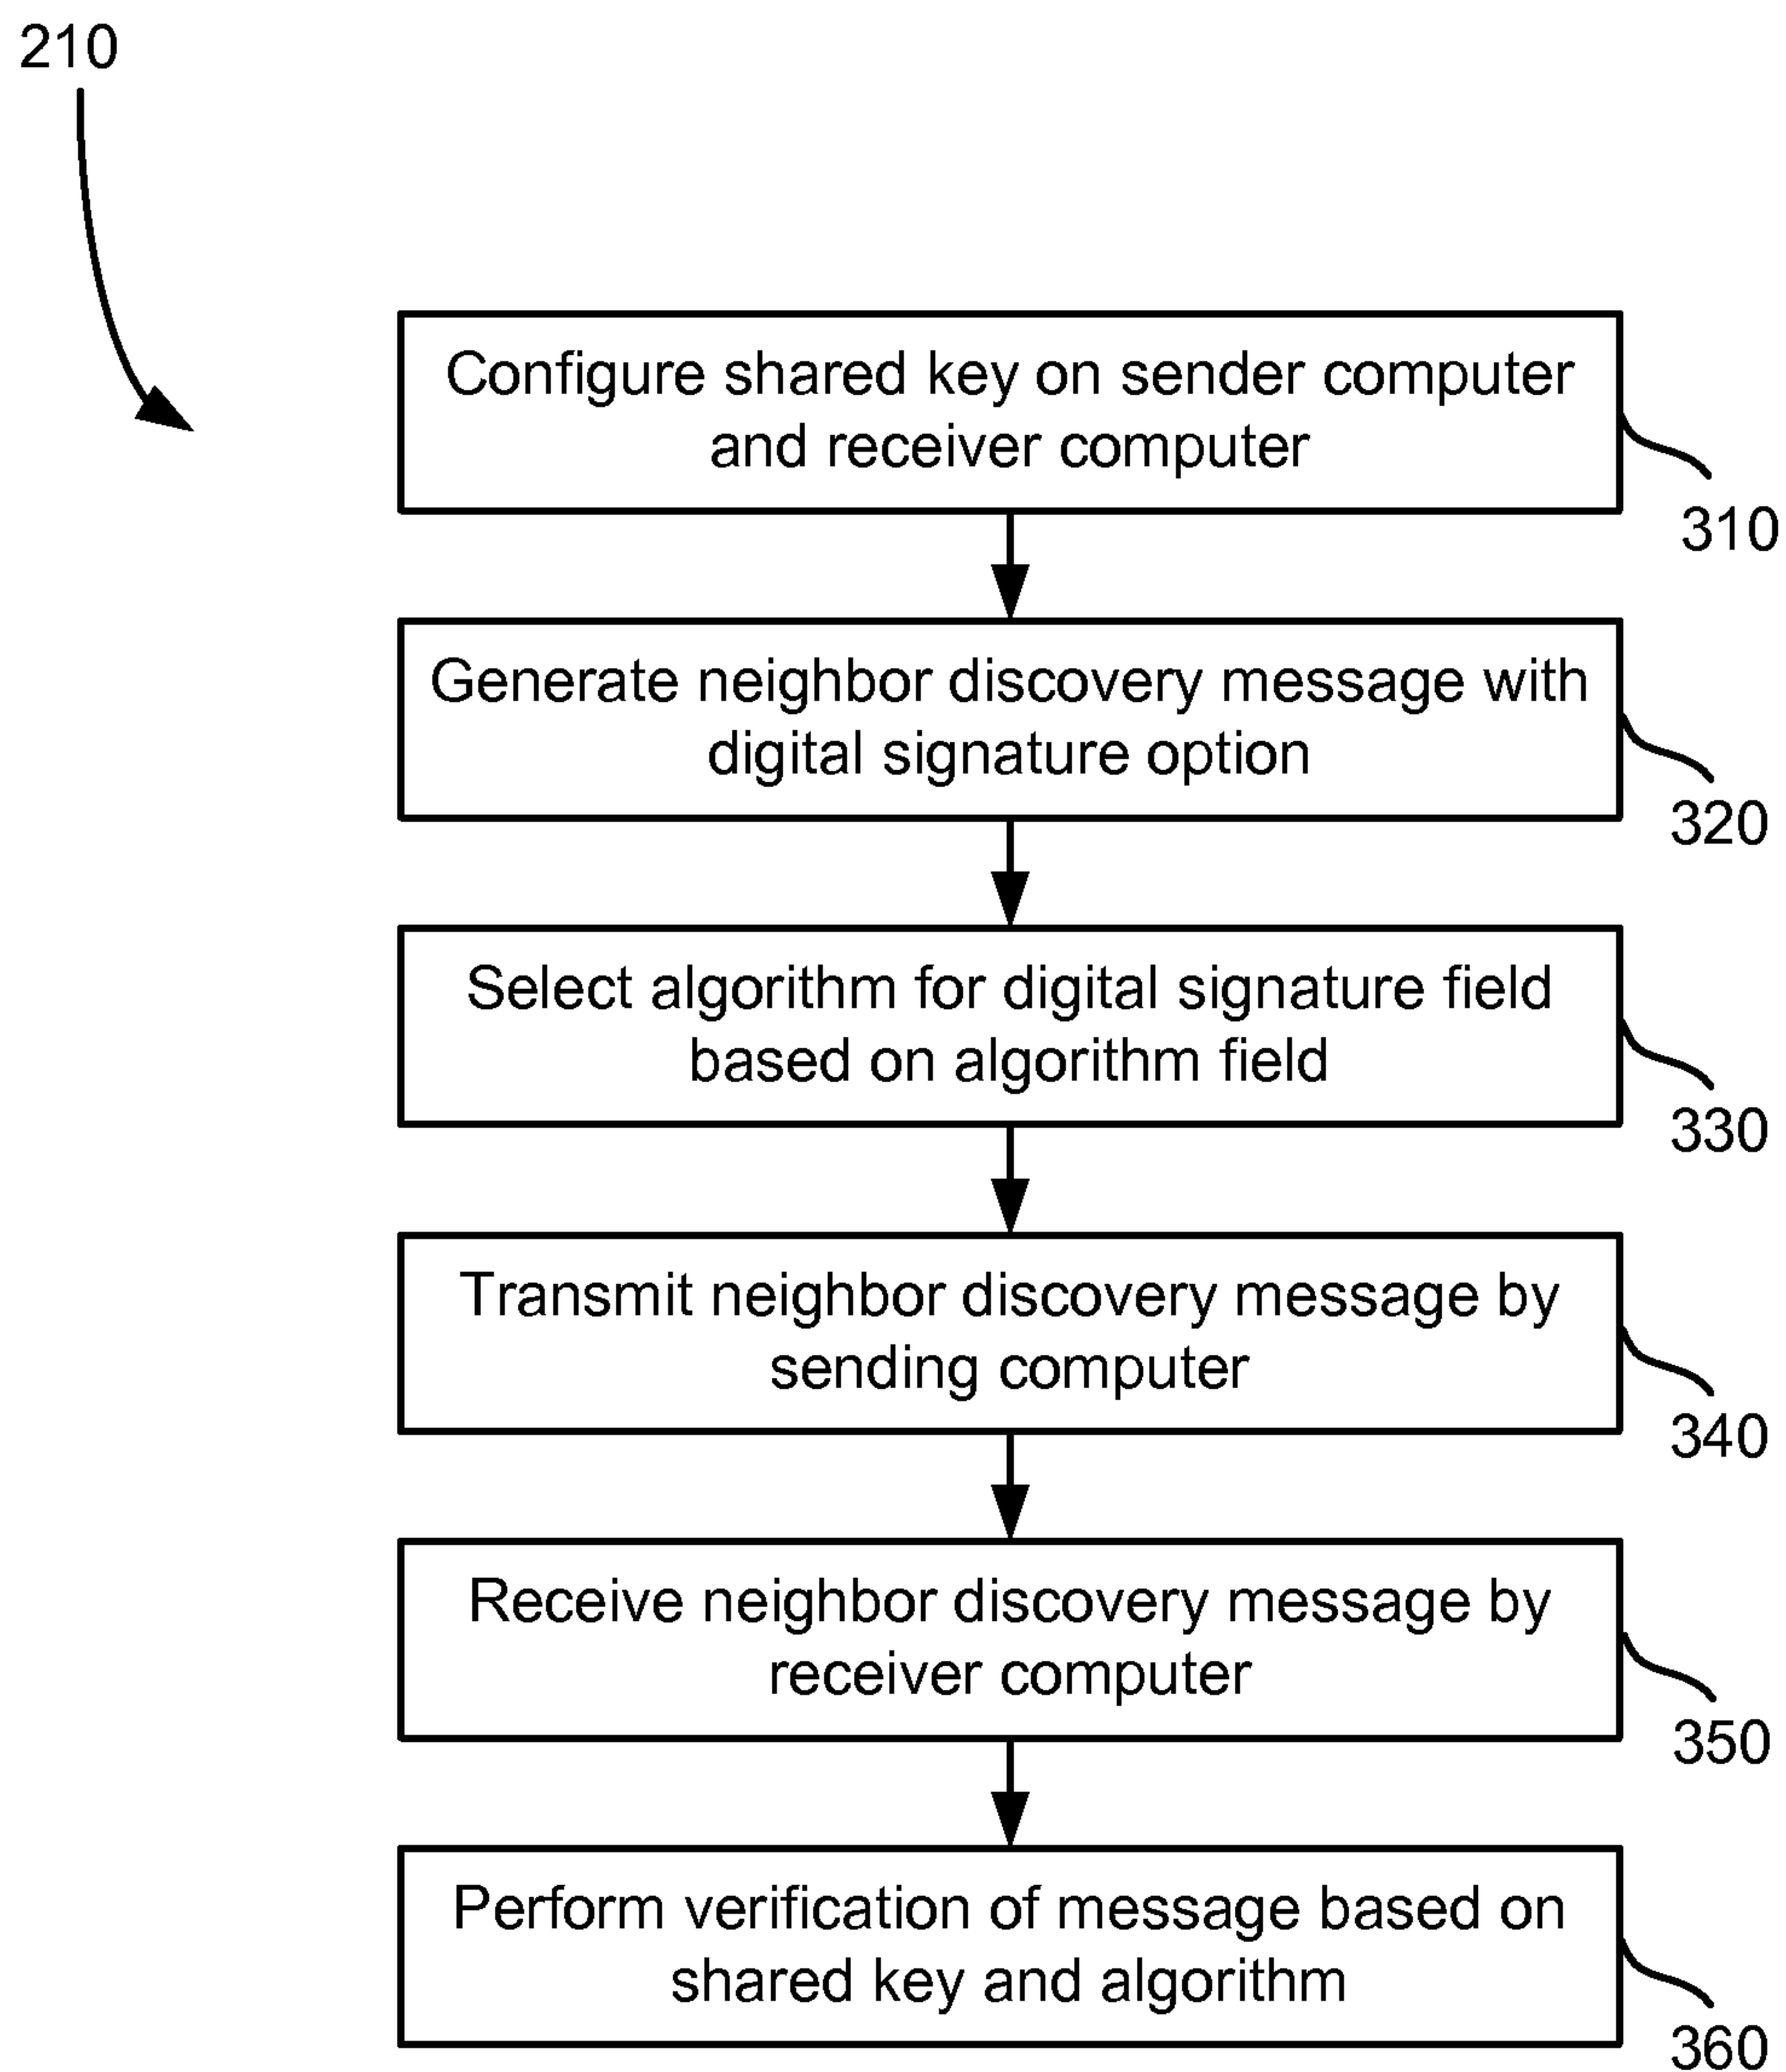 210
Configure shared key on sender computer
and receiver computer
310
Generate neighbor discovery message with
digital signature option
320
Select algorithm for digital signature field
based on algorithm field
330
Transmit neighbor discovery message by
sending computer
340
Receive neighbor discovery message by
receiver computer
350
Perform verification of message based on
shared key and algorithm
360